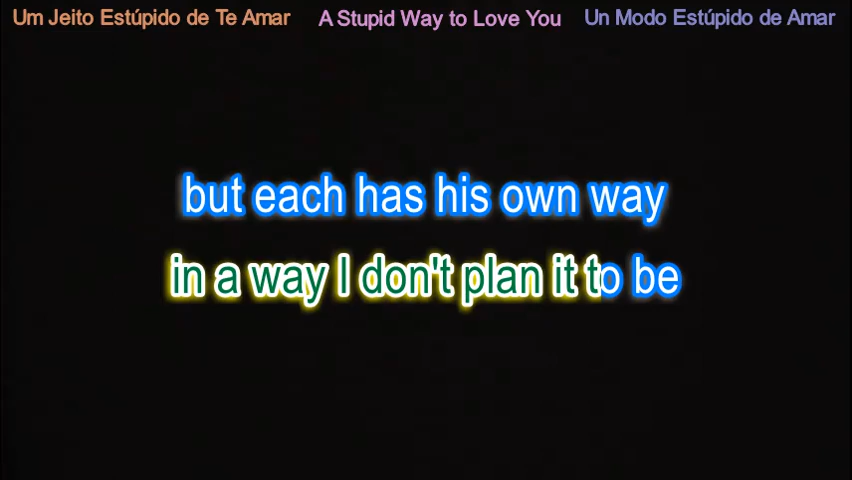 Um Jeito Estúpido de Te Amar A Stupid Way to Love You Un Modo Estúpido de Amar
but each has his own way
in a way I don't plan it to be